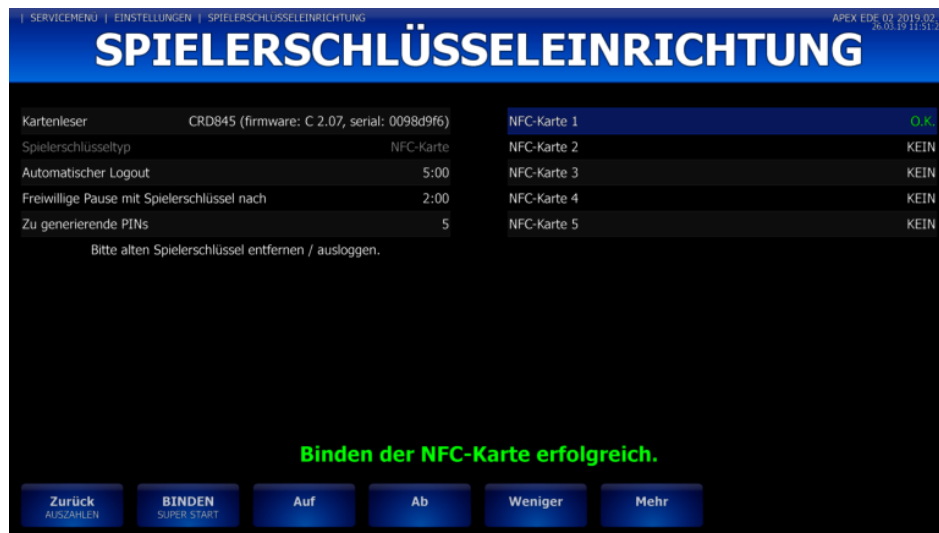 | SERVICEMENU | EINSTELLUNGEN | SPIELERSCHLÜSSELEINRICHTUNG
APEX EDE 02 2019.02.
26.03.19 11:51:2
SPIELERSCHLÜSSELEINRICHTUNG
Kartenleser CRD845 (firmware: C 2.07, serial: 0098d9f6)
Spielerschlüsseltyp NFC-Karte
Automatischer Logout 5:00
Freiwillige Pause mit Spielerschlüssel nach 2:00
Zu generierende PINs 5
Bitte alten Spielerschlüssel entfernen / ausloggen.
NFC-Karte 1 O.K.
NFC-Karte 2 KEIN
NFC-Karte 3 KEIN
NFC-Karte 4 KEIN
NFC-Karte 5 KEIN
Binden der NFC-Karte erfolgreich.
Zurück BINDEN Auf Ab Weniger Mehr
AUSZAHLEN SUPER START